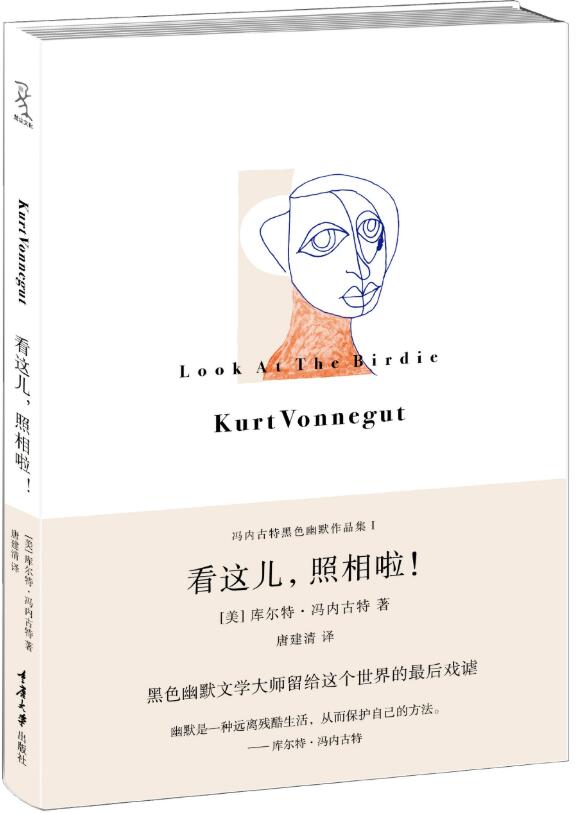 Look At The Birdie
Kurt Vonnegut
冯内古特黑色幽默作品集 I
看这儿，照相啦！
[美] 库尔特·冯内古特 著
唐建清 译
黑色幽默文学大师留给这个世界的最后戏谑
幽默是一种远离残酷生活，从而保护自己的方法。
——库尔特·冯内古特
Kurt Vonnegut
看这儿，照相啦！
[美] 库尔特·冯内古特 著
唐建清 译
重庆大学出版社